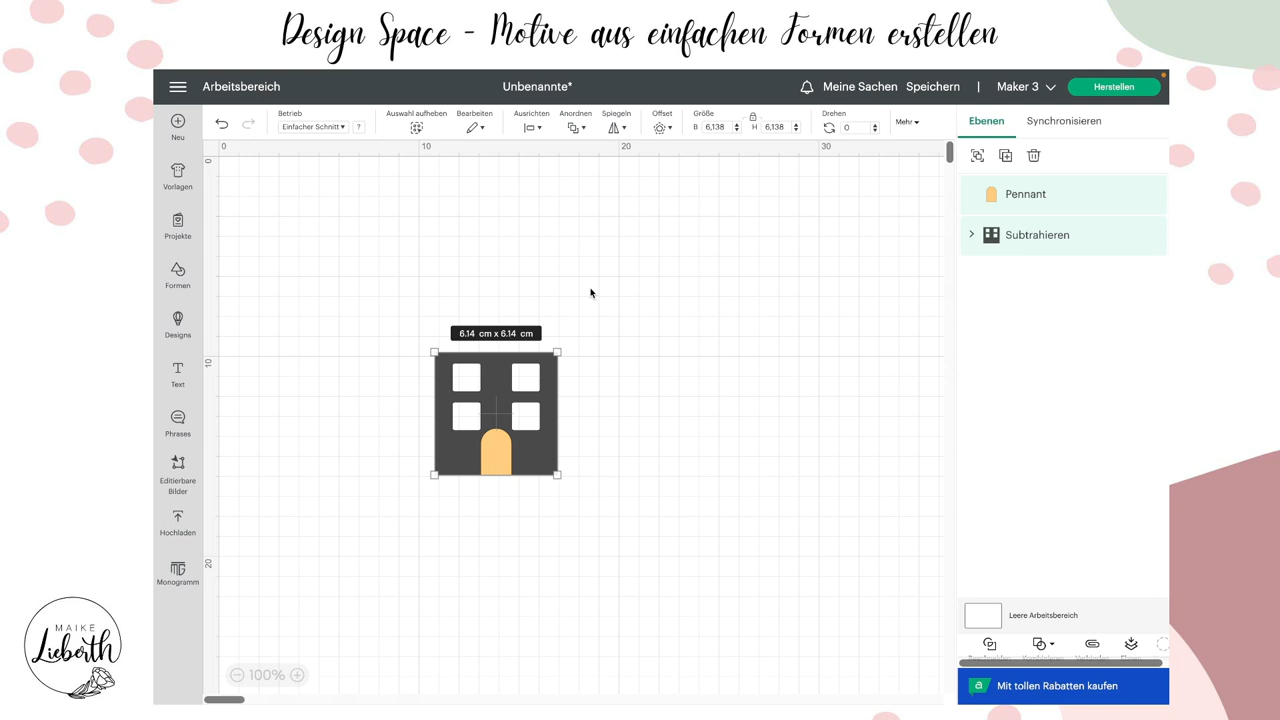 Design Space - Motive aus einfachen Formen erstellen
Arbeitsbereich
Unbenannte*
Meine Sachen
Speichern
|
Maker 3
Herstellen
Neu
Vorlagen
Projekte
Formen
Designs
Text
Phrases
Editierbare
Bilder
Hochladen
Monogramm
Betrieb
Einfacher Schnitt
?
Auswahl aufheben
Bearbeiten
Ausrichten
Anordnen
Spiegeln
Offset
Größe
B 6,138
H 6,138
Drehen
0
Mehr
0 10 20 30
0
10
20
6.14 cm x 6.14 cm
100%
Ebenen
Synchronisieren
Pennant
Subtrahieren
Leere Arbeitsbereich
Mit tollen Rabatten kaufen
MAIKE
Lieberth